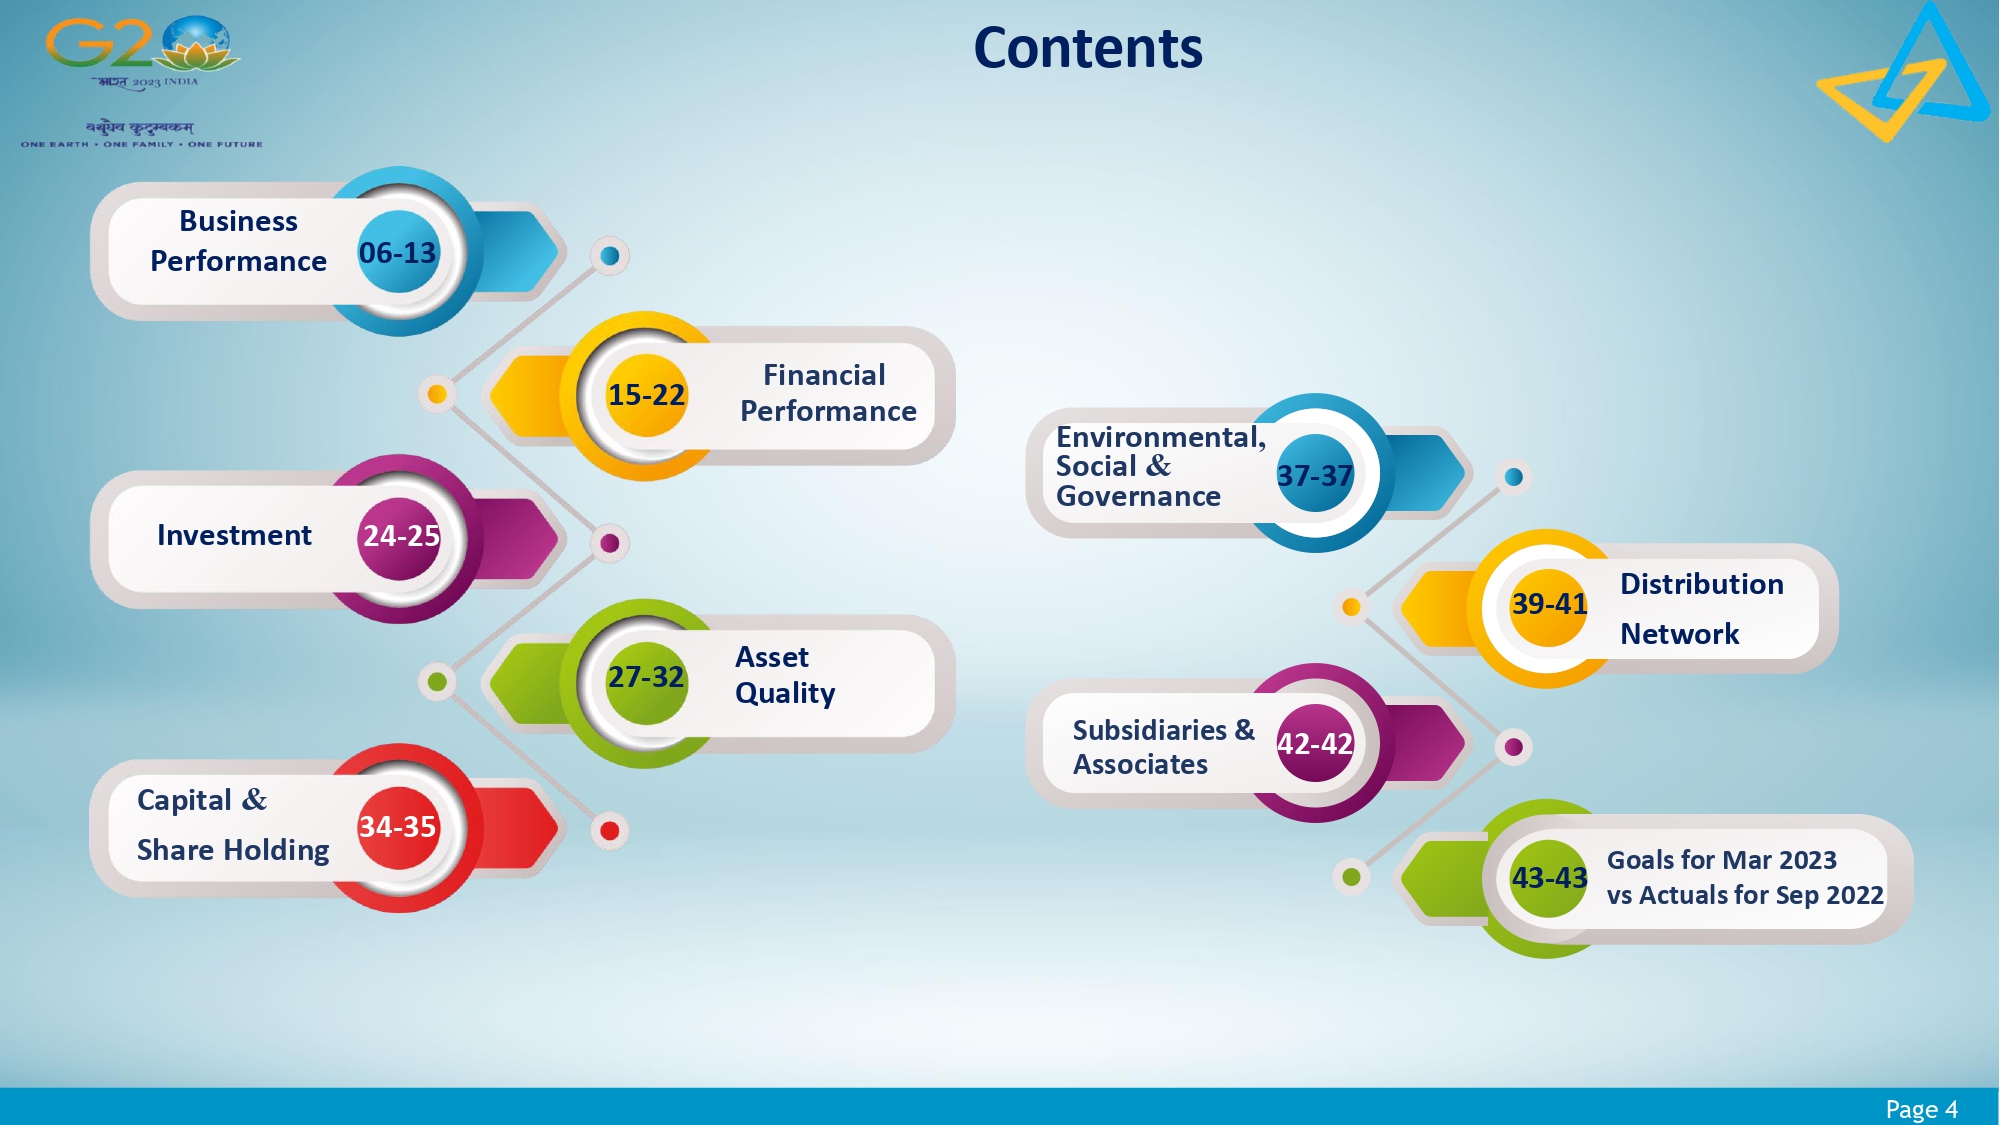 G20
भारत 2023 INDIA
वसुधैव कुटुम्बकम्
ONE EARTH • ONE FAMILY • ONE FUTURE
Contents
Business
Performance
06-13
Financial
Performance
15-22
Investment
24-25
Asset
Quality
27-32
Capital &
Share Holding
34-35
Environmental,
Social &
Governance
37-37
Distribution
Network
39-41
Subsidiaries &
Associates
42-42
Goals for Mar 2023
vs Actuals for Sep 2022
43-43
Page 4